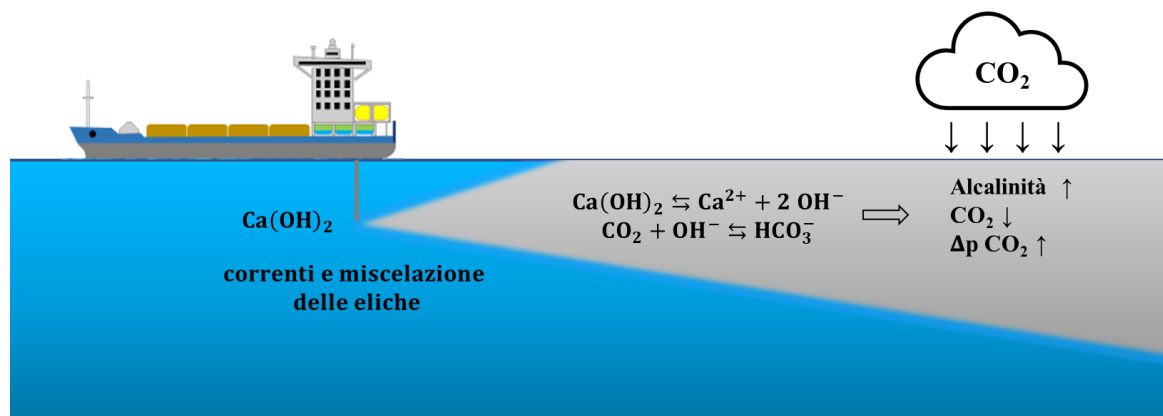 CO₂
Alcalinità ↑
CO₂ ↓
Δp CO₂ ↑
Ca(OH)₂ ⇆ Ca²⁺ + 2 OH⁻
CO₂ + OH⁻ ⇆ HCO₃⁻
Ca(OH)₂
correnti e miscelazione
delle eliche